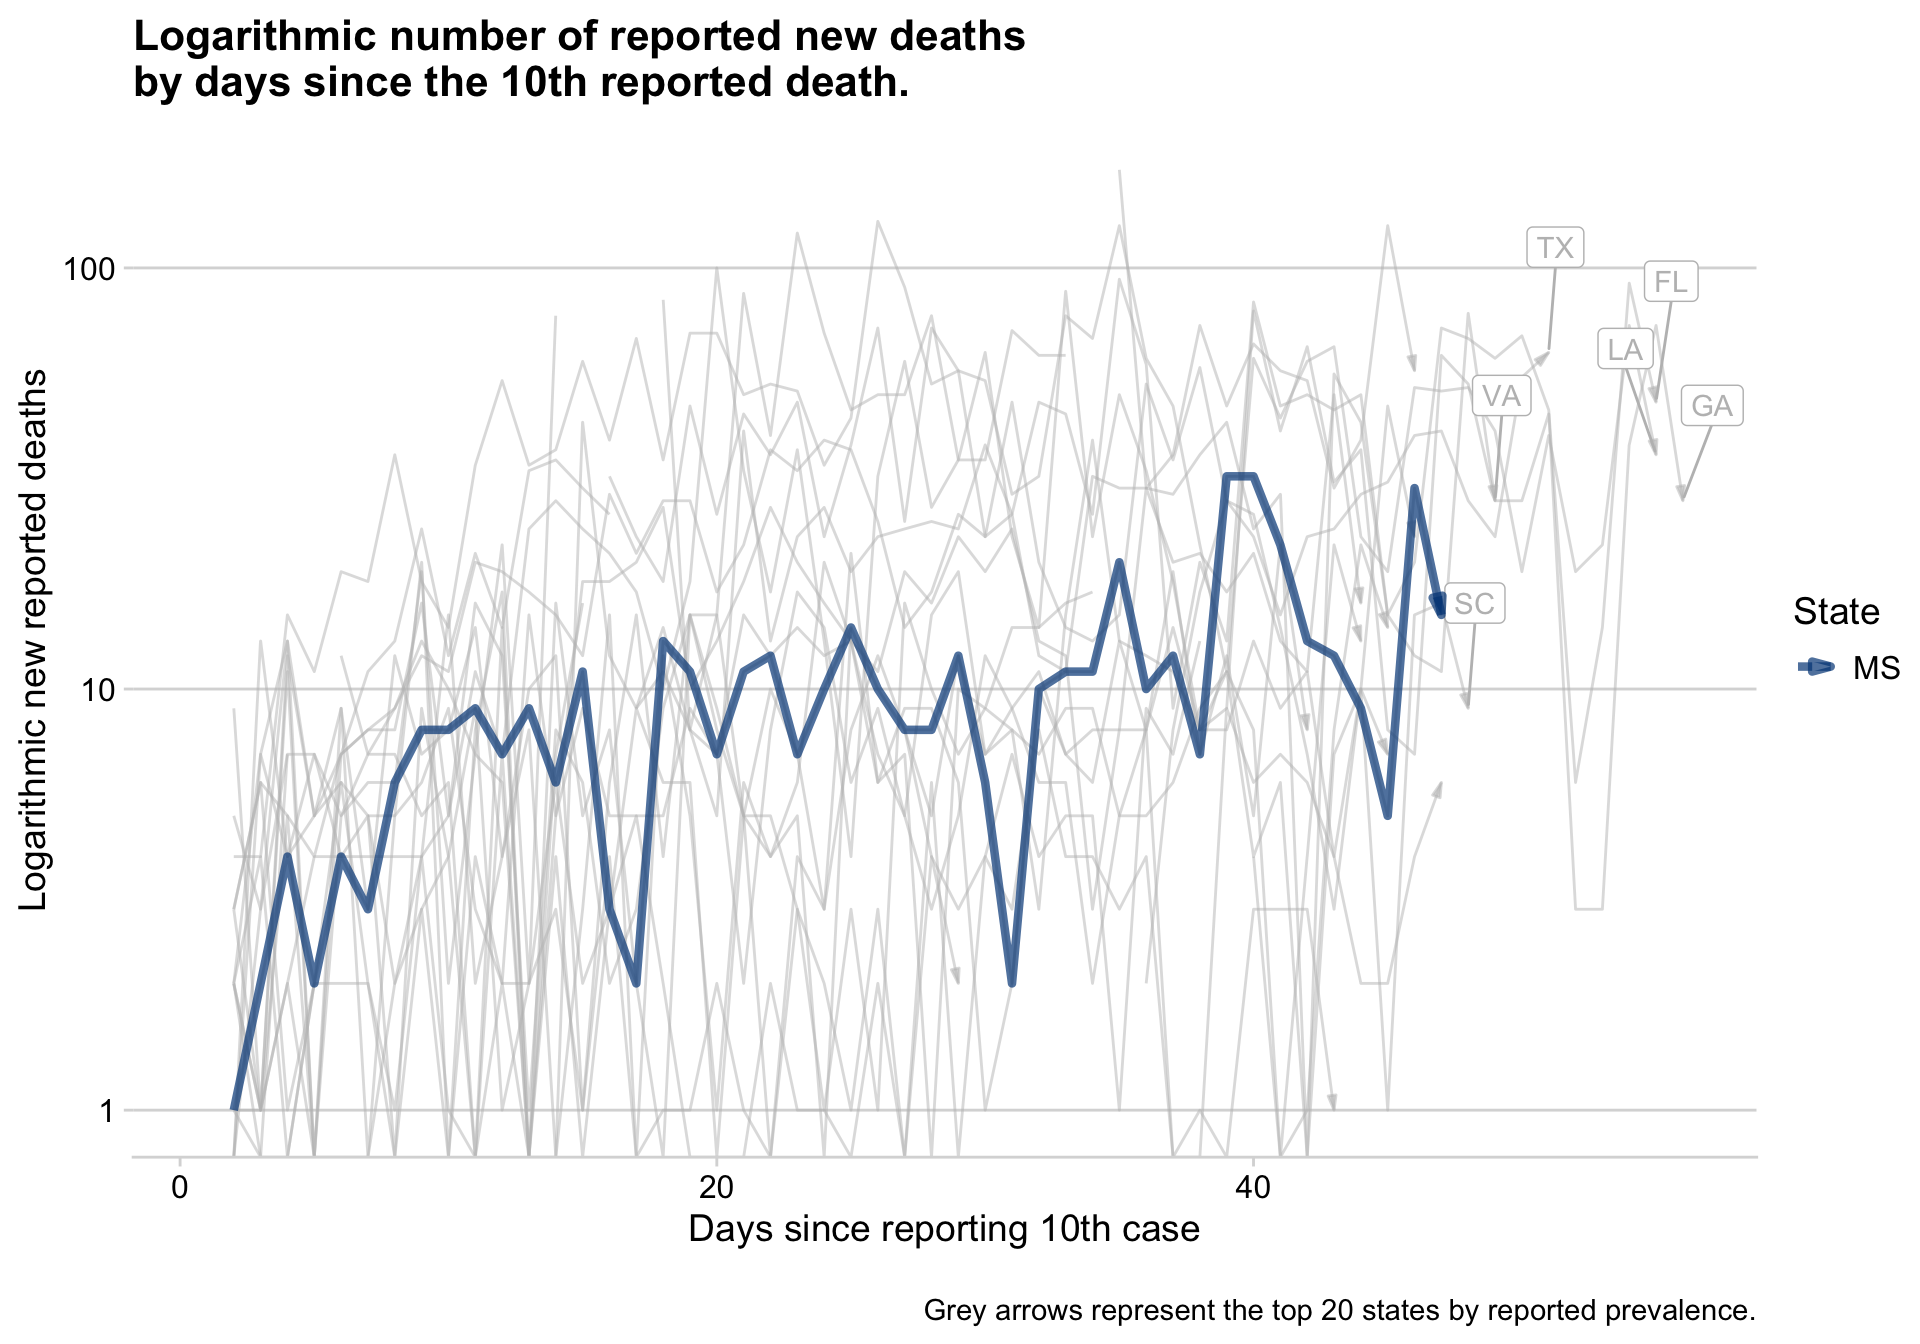 Logarithmic number of reported new deaths
by days since the 10th reported death.
Logarithmic new reported deaths
100
10
1
TX
FL
LA
VA
GA
SC
State
MS
0
20
40
Days since reporting 10th case
Grey arrows represent the top 20 states by reported prevalence.